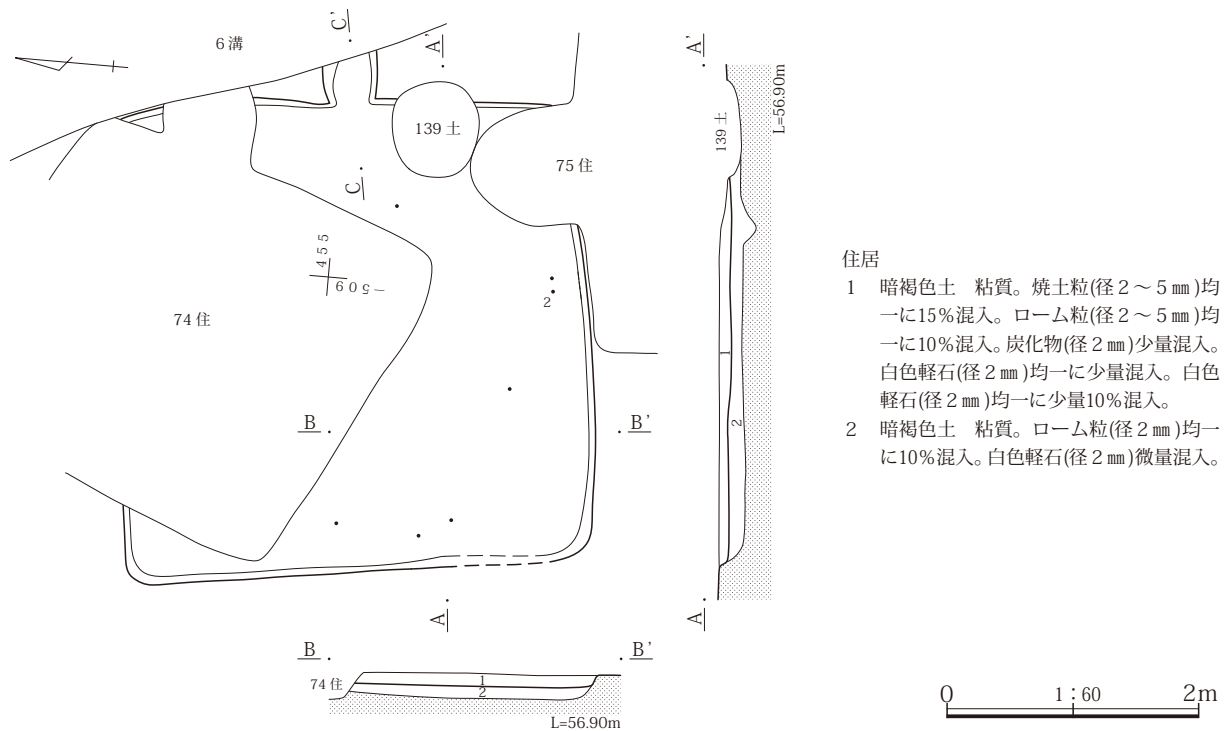 6溝
C'
A'
A'
L=56.90m
139土
139土
75住
C
455
-509
74住
2
住居
1 暗褐色土 粘質。焼土粒(径2～5㎜)均
一に15%混入。ローム粒(径2～5㎜)均
一に10%混入。炭化物(径2㎜)少量混入。
白色軽石(径2㎜)均一に少量混入。白色
軽石(径2㎜)均一に少量10%混入。
2 暗褐色土 粘質。ローム粒(径2㎜)均一
に10%混入。白色軽石(径2㎜)微量混入。
1
2
B
B'
A
A
B
B'
74住
1
2
L=56.90m
0 1:60 2m